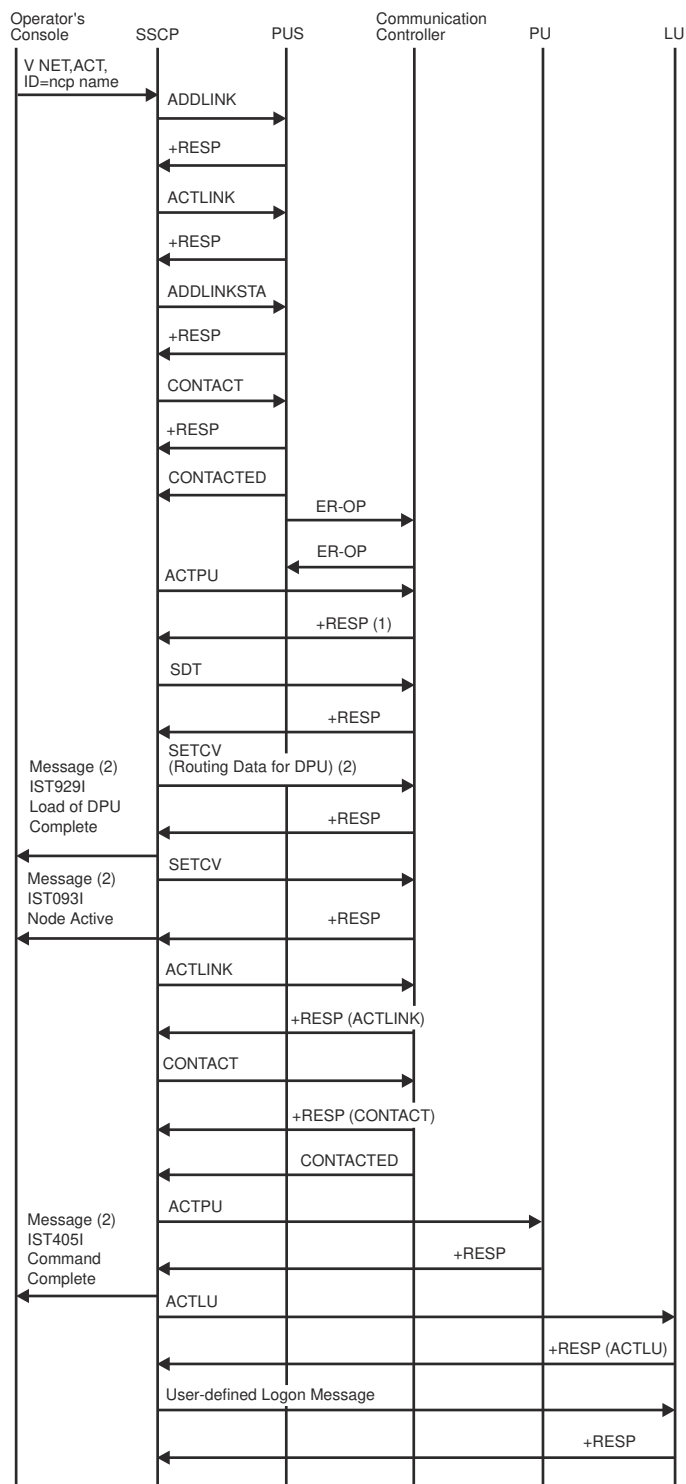 Operator's
Console
SSCP
PUS
Communication
Controller
PU
LU
V NET,ACT,
ID=ncp name
ADDLINK
+RESP
ACTLINK
+RESP
ADDLINKSTA
+RESP
CONTACT
+RESP
CONTACTED
ER-OP
ER-OP
ACTPU
+RESP (1)
SDT
+RESP
SETCV
(Routing Data for DPU) (2)
Message (2)
IST929I
Load of DPU
Complete
+RESP
SETCV
Message (2)
IST093I
Node Active
+RESP
ACTLINK
+RESP (ACTLINK)
CONTACT
+RESP (CONTACT)
CONTACTED
ACTPU
Message (2)
IST405I
Command
Complete
+RESP
ACTLU
+RESP (ACTLU)
User-defined Logon Message
+RESP